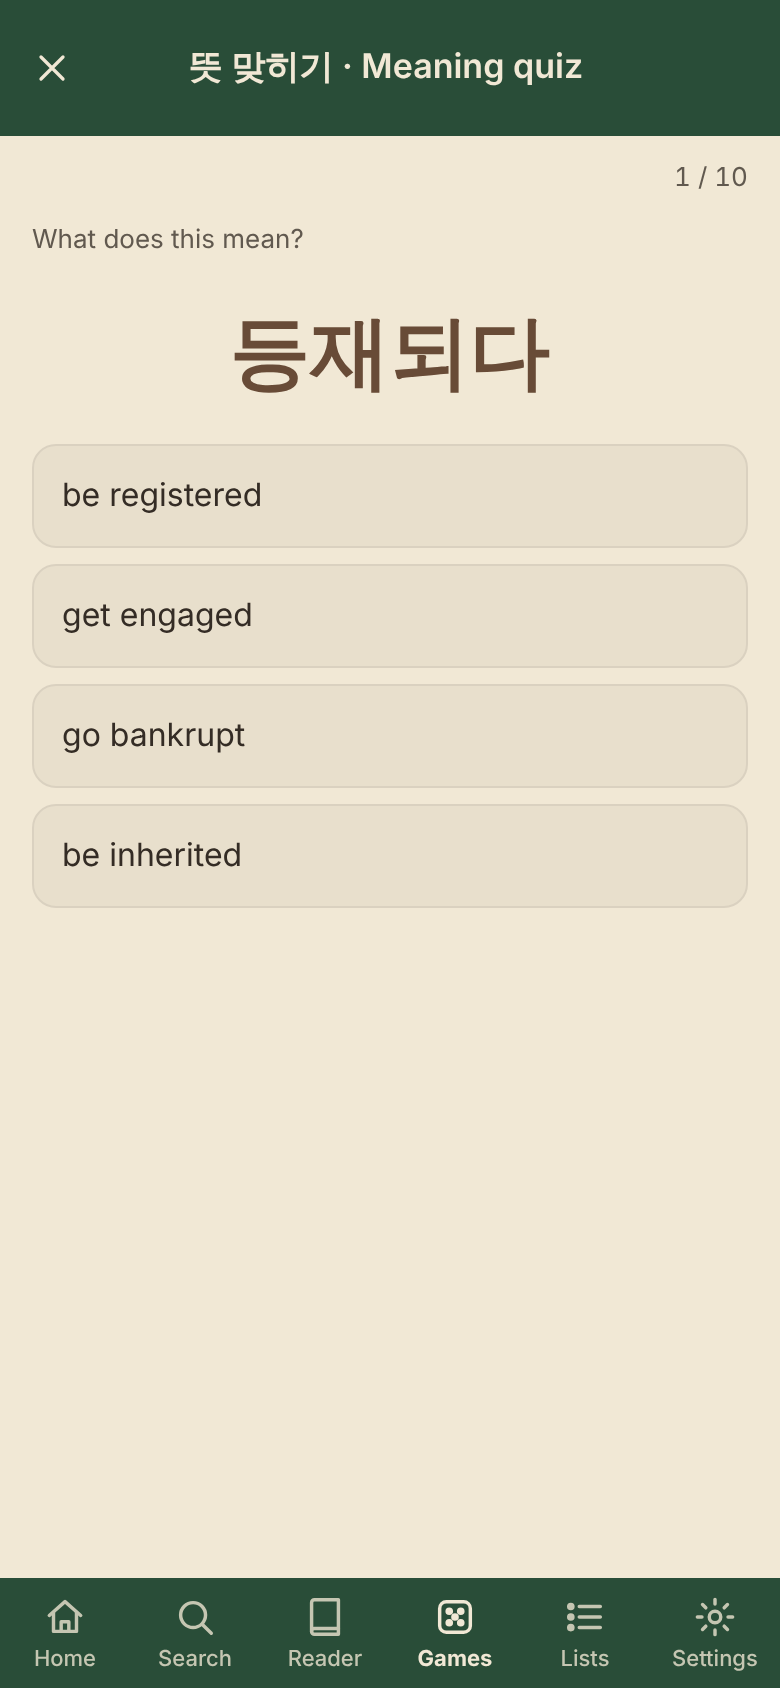 뜻 맞히기 · Meaning quiz
1 / 10
What does this mean?
등재되다
be registered
get engaged
go bankrupt
be inherited
Home Search Reader Games Lists Settings